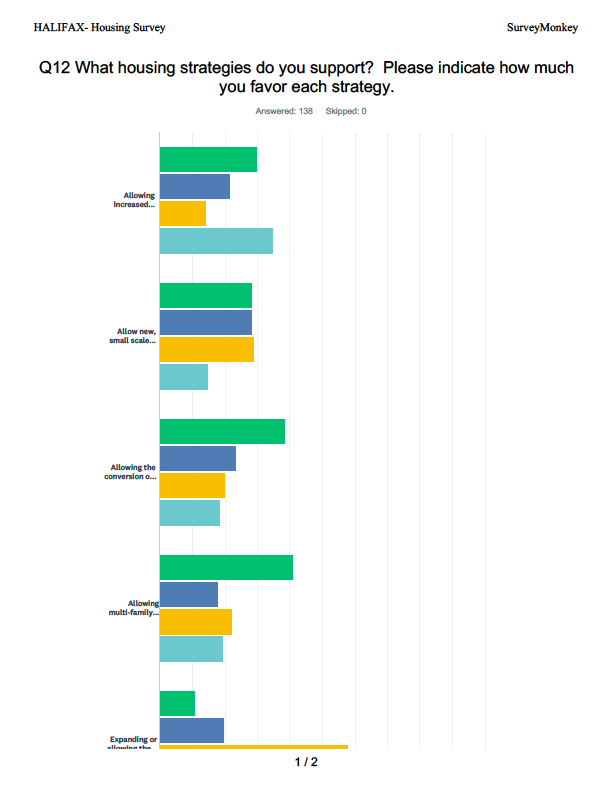 HALIFAX- Housing Survey
SurveyMonkey
Q12 What housing strategies do you support?  Please indicate how much
you favor each strategy.
Answered: 138 Skipped: 0
Allowing
increased...
Allow new,
small scale...
Allowing the
conversion o...
Allowing
multi-family...
Expanding or
allowing the...
1 / 2